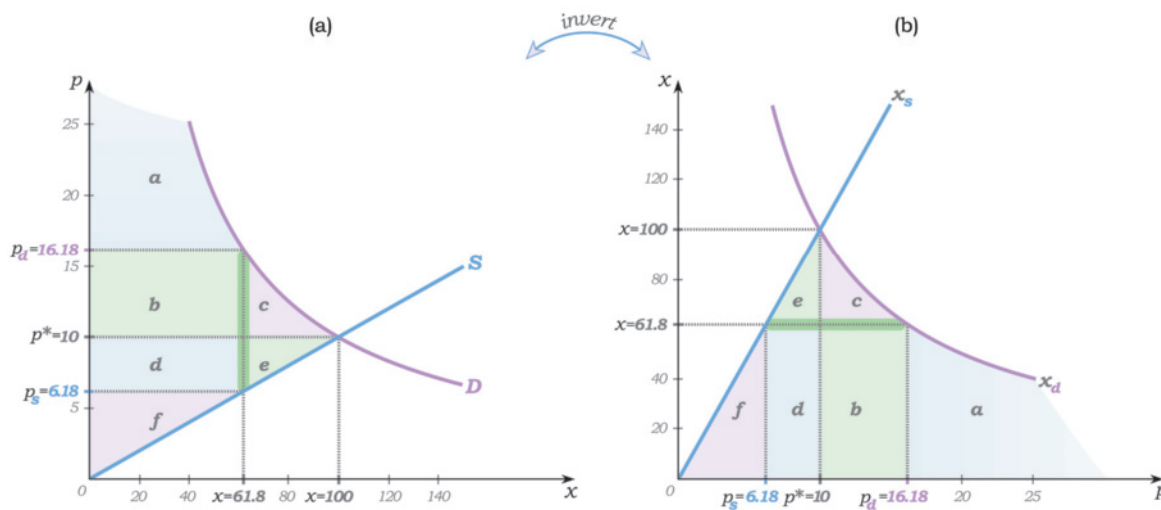 (a)
invert
(b)
p
25
a
20
p_d=16.18
15
b
c
S
p*=10
d
e
p_s=6.18
D
5
f
0
20
40
x=61.8
80
x=100
120
140
x
x
x_s
140
120
x=100
80
e
c
x=61.8
40
x_d
f
d
b
a
20
0
p_s=6.18
p*=10
p_d=16.18
20
25
p